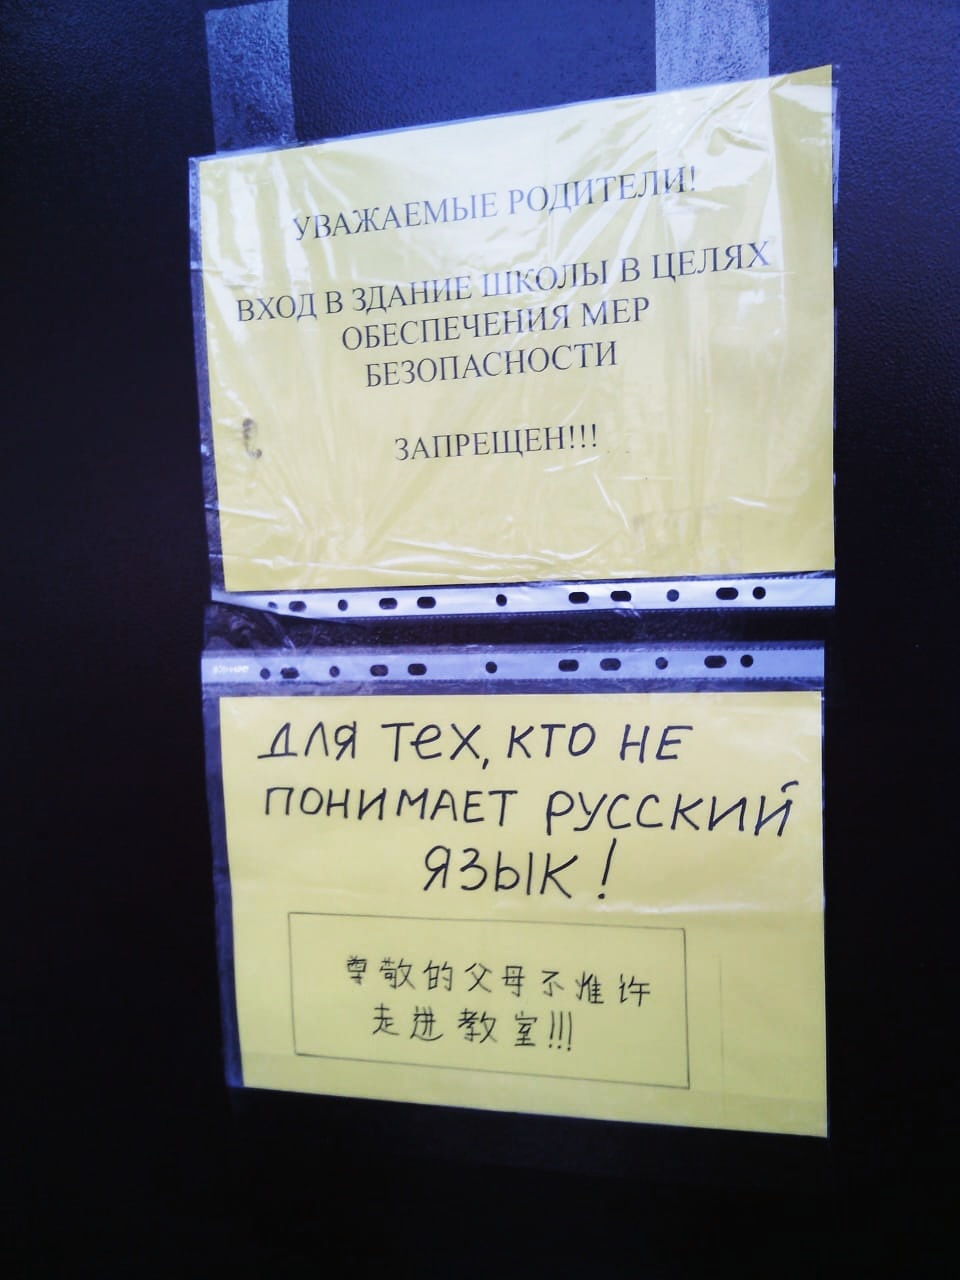 УВАЖАЕМЫЕ РОДИТЕЛИ!
ВХОД В ЗДАНИЕ ШКОЛЫ В ЦЕЛЯХ
ОБЕСПЕЧЕНИЯ МЕР
БЕЗОПАСНОСТИ
ЗАПРЕЩЕН!!!
ДЛЯ ТЕХ, КТО НЕ
ПОНИМАЕТ РУССКИЙ
ЯЗЫК!
尊敬的父母不准许
走进教室!!!